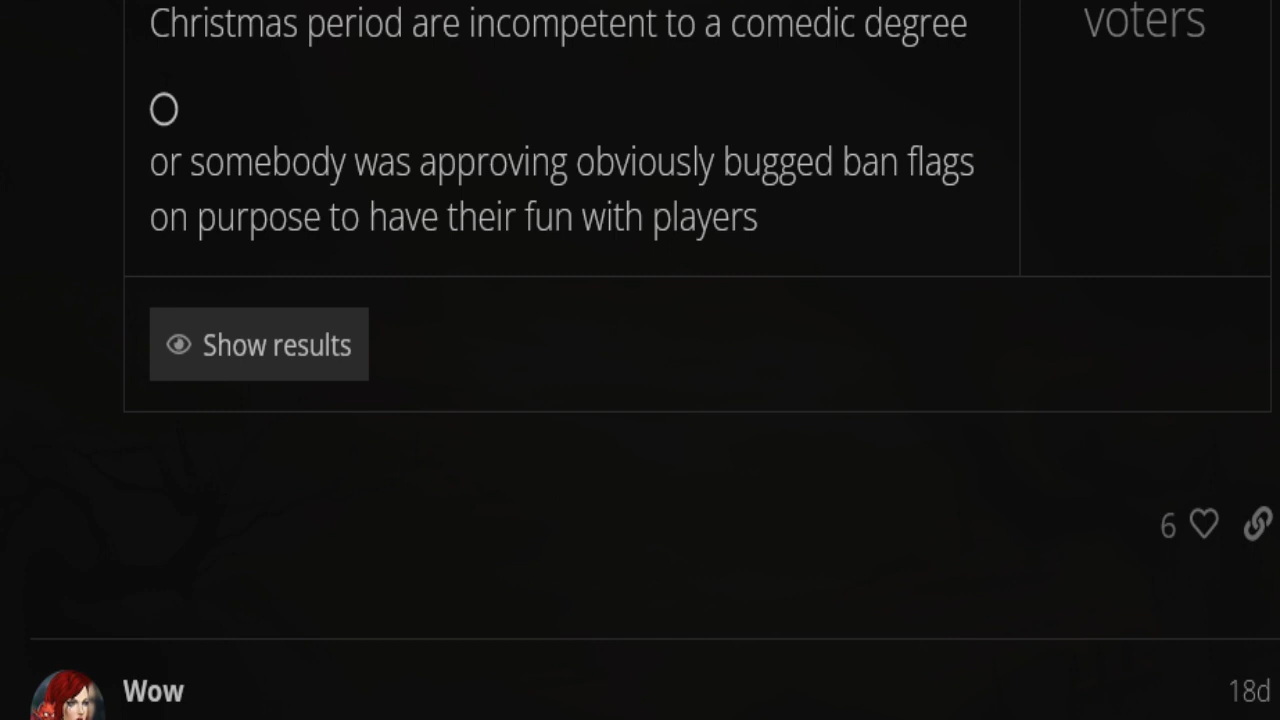 Christmas period are incompetent to a comedic degree
voters
or somebody was approving obviously bugged ban flags
on purpose to have their fun with players
Show results
6
Wow
18d